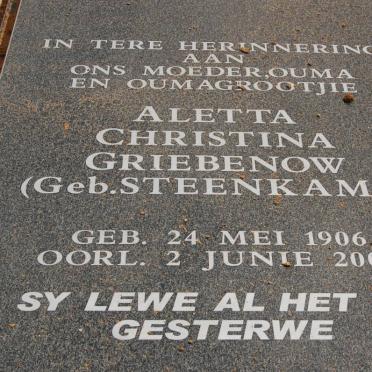 IN TERE HERINNERING
AAN
ONS MOEDER,OUMA
EN OUMAGROOTJIE
ALETTA
CHRISTINA
GRIEBENOW
(Geb.STEENKAM
GEB. 24 MEI 1906
OORL. 2 JUNIE 200
SY LEWE AL HET
GESTERWE